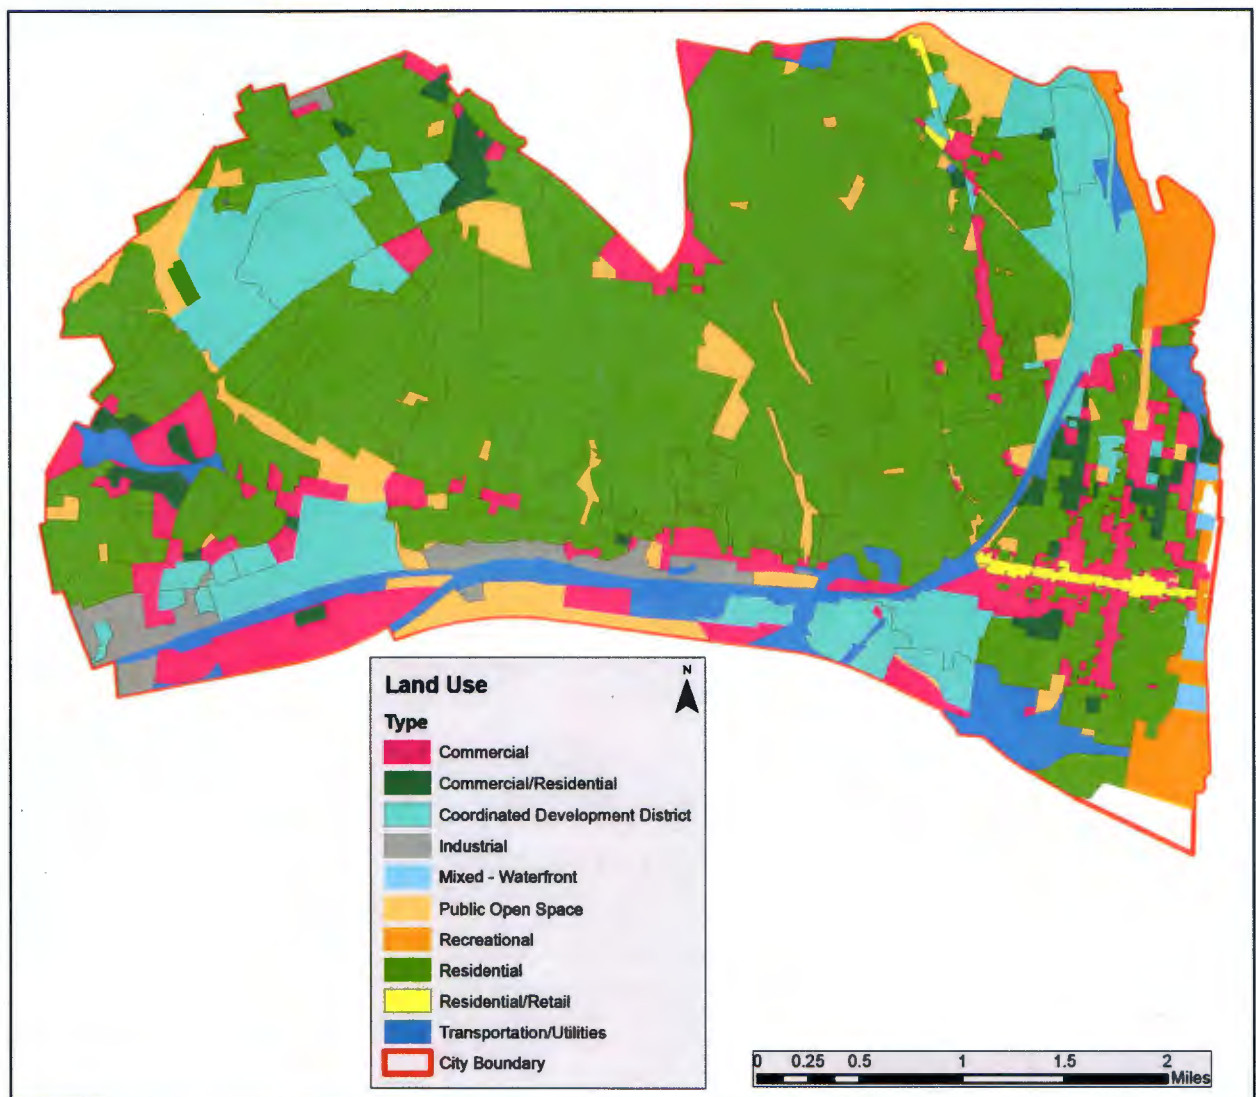 N
Land Use
Type
Commercial
Commercial/Residential
Coordinated Development District
Industrial
Mixed - Waterfront
Public Open Space
Recreational
Residential
Residential/Retail
Transportation/Utilities
City Boundary
0 0.25 0.5 1 1.5 2
Miles